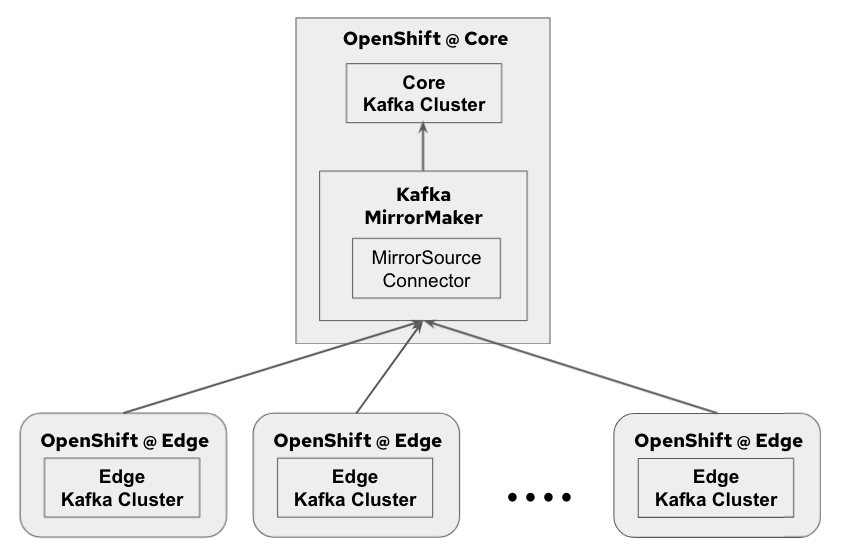 OpenShift @ Core
Core
Kafka Cluster
Kafka
MirrorMaker
MirrorSource
Connector
OpenShift @ Edge
Edge
Kafka Cluster
OpenShift @ Edge
Edge
Kafka Cluster
OpenShift @ Edge
Edge
Kafka Cluster